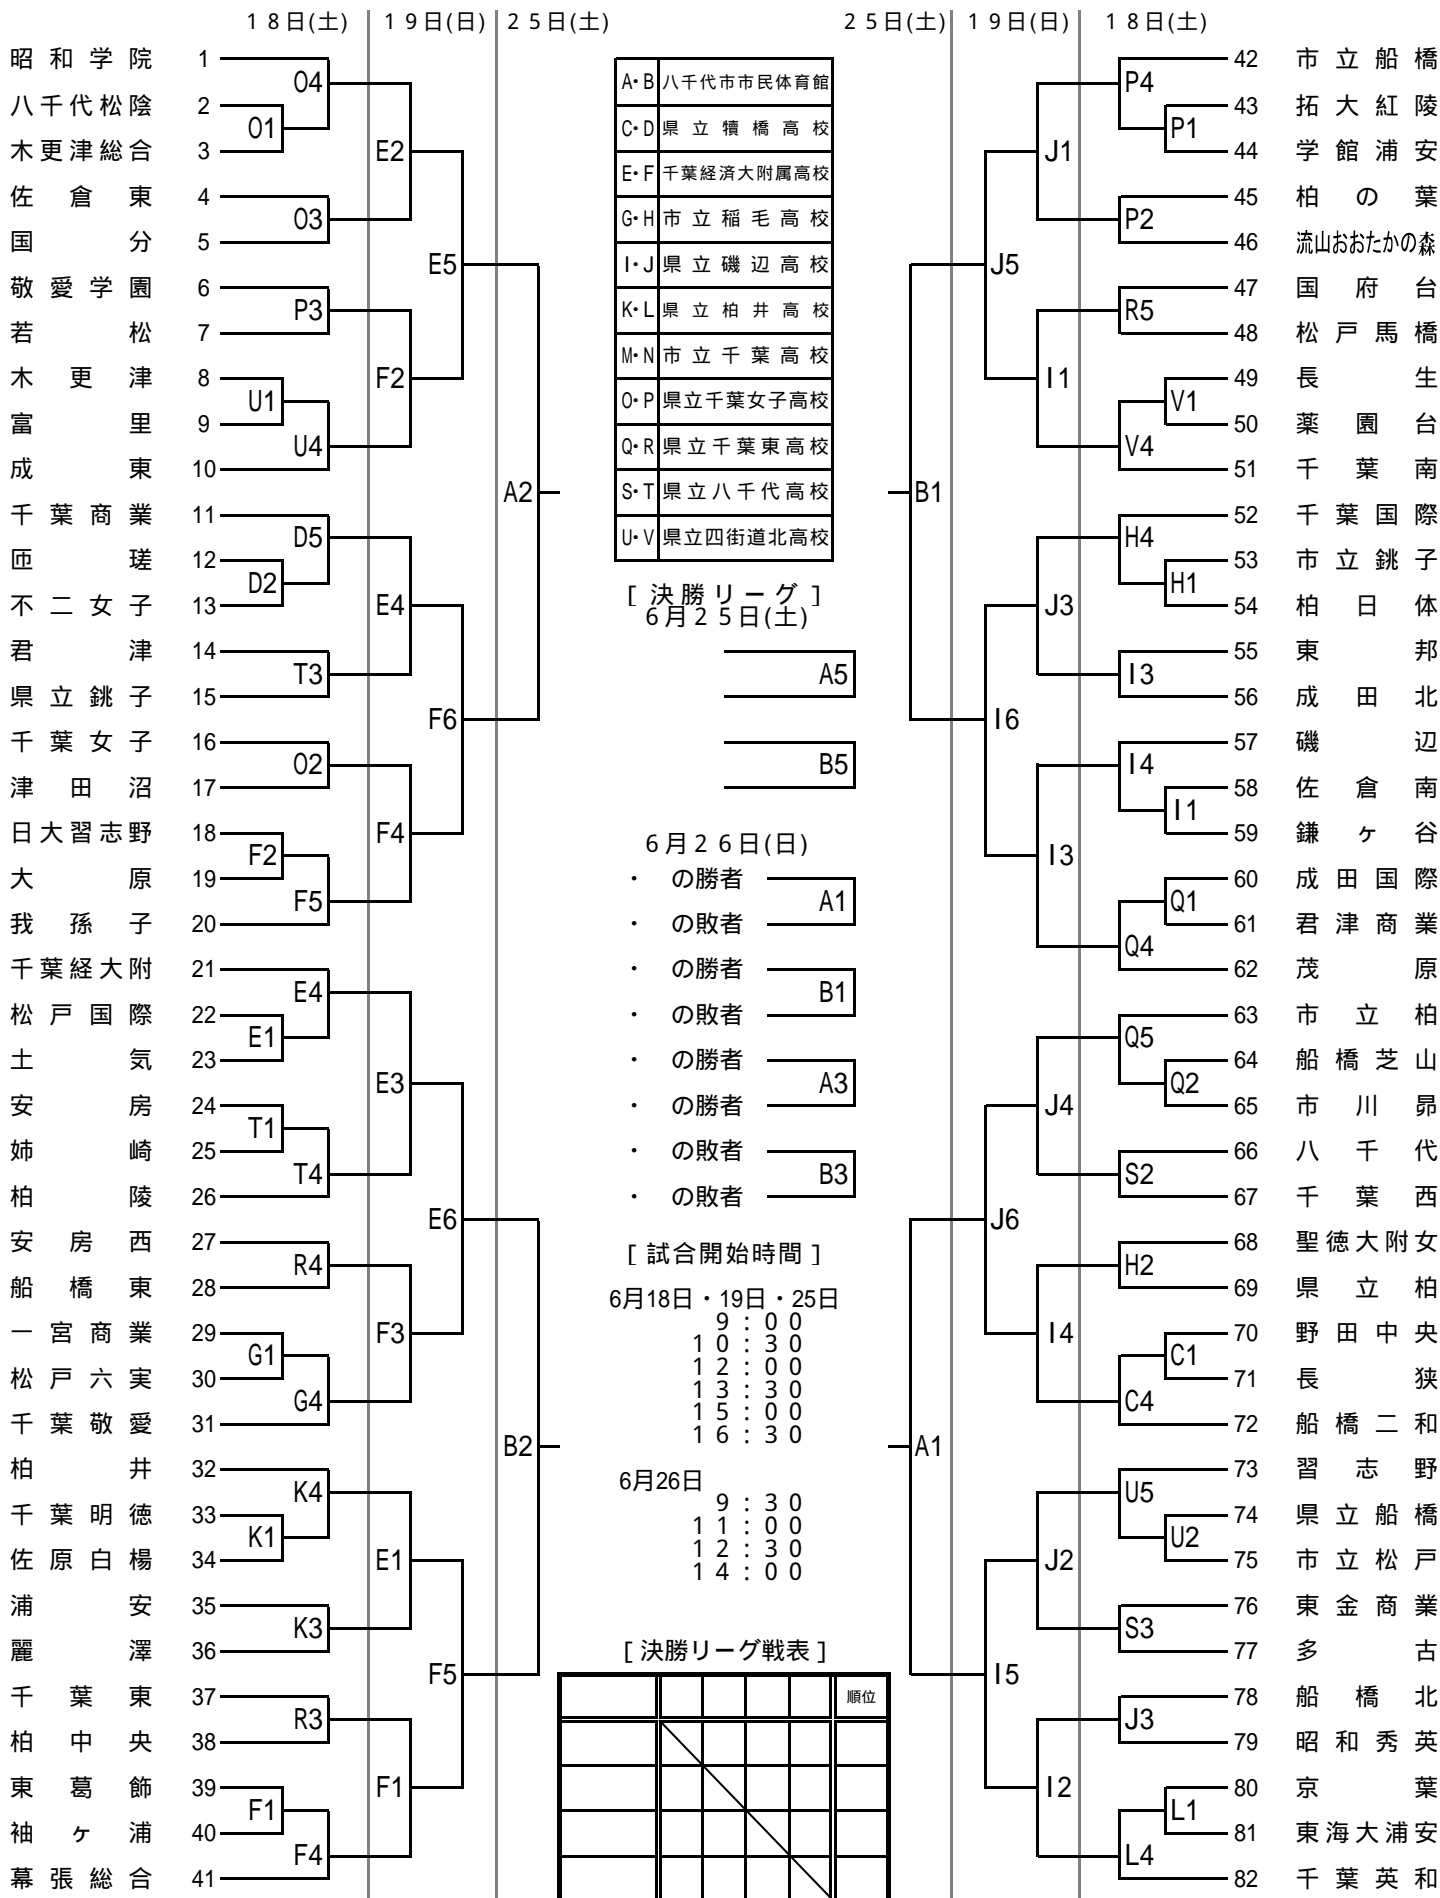 １８日(土) １９日(日) ２５日(土) ２５日(土) １９日(日) １８日(土)
昭和学院 1
八千代松陰 2
木更津総合 3
佐倉東 4
国分 5
敬愛学園 6
若松 7
木更津 8
富里 9
成東 10
千葉商業 11
匝瑳 12
不二女子 13
君津 14
県立銚子 15
千葉女子 16
津田沼 17
日大習志野 18
大原 19
我孫子 20
千葉経大附 21
松戸国際 22
土気 23
安房 24
姉崎 25
柏陵 26
安房西 27
船橋東 28
一宮商業 29
松戸六実 30
千葉敬愛 31
柏井 32
千葉明徳 33
佐原白楊 34
浦安 35
麗澤 36
千葉東 37
柏中央 38
東葛飾 39
袖ヶ浦 40
幕張総合 41
O4
O1
O3
P3
U1
U4
D5
D2
T3
O2
F2
F5
E4
E1
T1
T4
R4
G1
G4
K4
K1
K3
R3
F1
F4
E2
F2
E4
F4
E3
F3
E1
F1
E5
F6
E6
F5
A2
B2
A・B 八千代市市民体育館
C・D 県立犢橋高校
E・F 千葉経済大附属高校
G・H 市立稲毛高校
I・J 県立磯辺高校
K・L 県立柏井高校
M・N 市立千葉高校
O・P 県立千葉女子高校
Q・R 県立千葉東高校
S・T 県立八千代高校
U・V 県立四街道北高校
[ 決勝リーグ ]
６月２５日(土)
A5
B5
６月２６日(日)
・ の勝者
A1
・ の敗者
・ の勝者
B1
・ の敗者
・ の勝者
A3
・ の勝者
・ の敗者
B3
・ の敗者
[ 試合開始時間 ]
6月18日・19日・25日
９：００
１０：３０
１２：００
１３：３０
１５：００
１６：３０
6月26日
９：３０
１１：００
１２：３０
１４：００
[ 決勝リーグ戦表 ]
順位
B1
A1
J5
I6
J6
I5
J1
I1
J3
I3
J4
I4
J2
I2
P4
P1
P2
R5
V1
V4
H4
H1
I3
I4
I1
Q1
Q4
Q5
Q2
S2
H2
C1
C4
U5
U2
S3
J3
L1
L4
42 市立船橋
43 拓大紅陵
44 学館浦安
45 柏の葉
46 流山おおたかの森
47 国府台
48 松戸馬橋
49 長生
50 薬園台
51 千葉南
52 千葉国際
53 市立銚子
54 柏日体
55 東邦
56 成田北
57 磯辺
58 佐倉南
59 鎌ヶ谷
60 成田国際
61 君津商業
62 茂原
63 市立柏
64 船橋芝山
65 市川昴
66 八千代
67 千葉西
68 聖徳大附女
69 県立柏
70 野田中央
71 長狭
72 船橋二和
73 習志野
74 県立船橋
75 市立松戸
76 東金商業
77 多古
78 船橋北
79 昭和秀英
80 京葉
81 東海大浦安
82 千葉英和